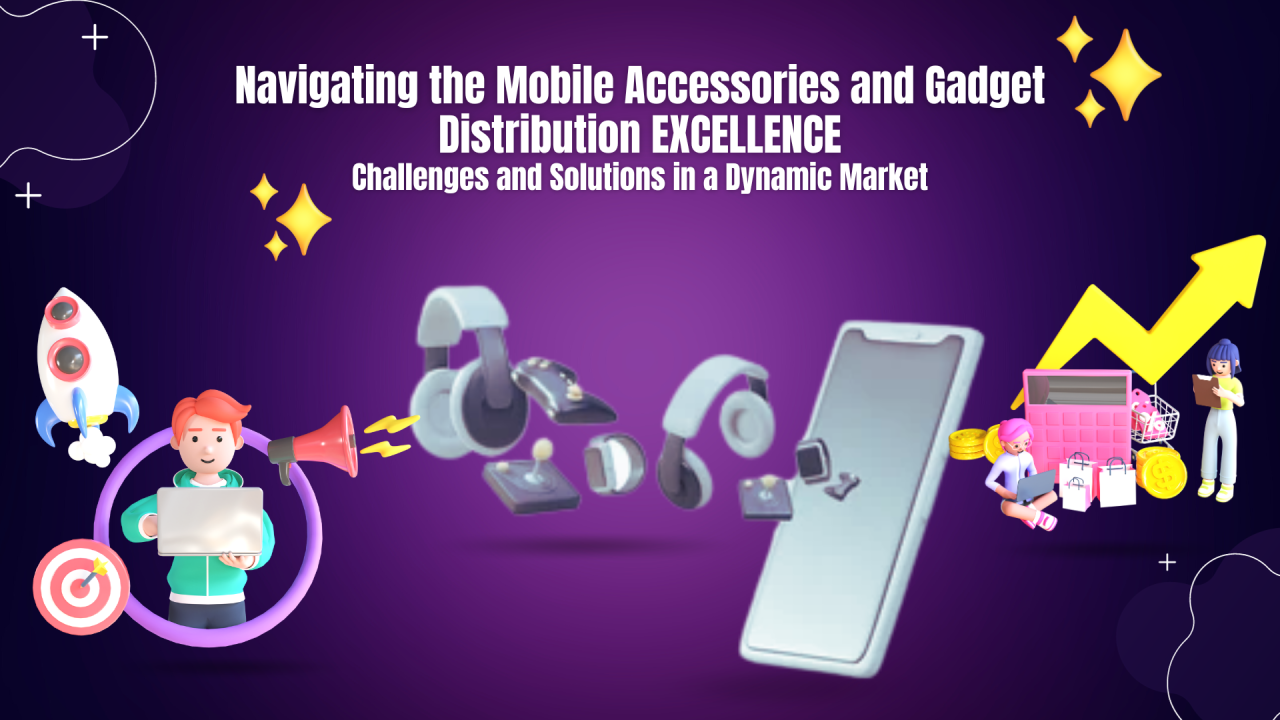 Navigating the Mobile Accessories and Gadget
Distribution EXCELLENCE
Challenges and Solutions in a Dynamic Market